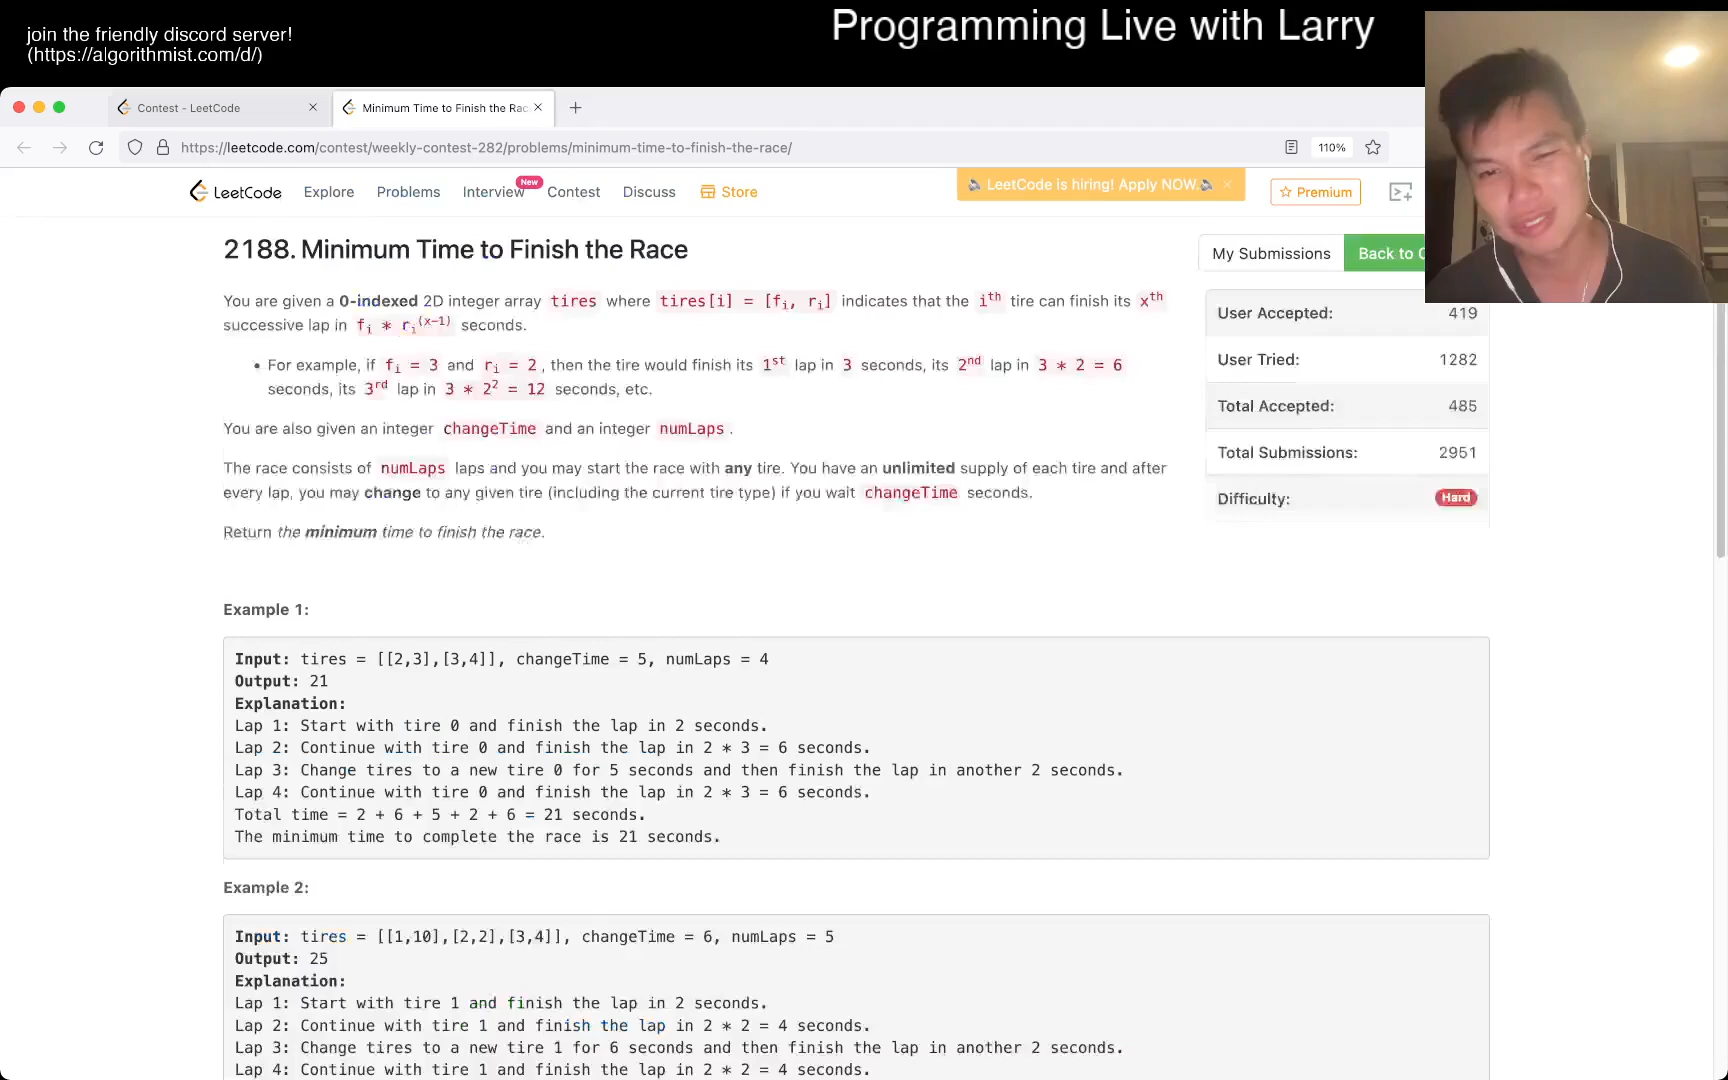 join the friendly discord server!
(https://algorithmist.com/d/)
Programming Live with Larry
Contest - LeetCode
Minimum Time to Finish the Rac
https://leetcode.com/contest/weekly-contest-282/problems/minimum-time-to-finish-the-race/
110%
LeetCode Explore Problems Interview New Contest Discuss Store
LeetCode is hiring! Apply NOW.
Premium
2188. Minimum Time to Finish the Race
My Submissions
Back to C
You are given a 0-indexed 2D integer array tires where tires[i] = [fi, ri] indicates that the ith tire can finish its xth
successive lap in fi * ri(x-1) seconds.
• For example, if fi = 3 and ri = 2, then the tire would finish its 1st lap in 3 seconds, its 2nd lap in 3 * 2 = 6
seconds, its 3rd lap in 3 * 2² = 12 seconds, etc.
You are also given an integer changeTime and an integer numLaps.
The race consists of numLaps laps and you may start the race with any tire. You have an unlimited supply of each tire and after
every lap, you may change to any given tire (including the current tire type) if you wait changeTime seconds.
Return the minimum time to finish the race.
User Accepted: 419
User Tried: 1282
Total Accepted: 485
Total Submissions: 2951
Difficulty: Hard
Example 1:
Input: tires = [[2,3],[3,4]], changeTime = 5, numLaps = 4
Output: 21
Explanation:
Lap 1: Start with tire 0 and finish the lap in 2 seconds.
Lap 2: Continue with tire 0 and finish the lap in 2 * 3 = 6 seconds.
Lap 3: Change tires to a new tire 0 for 5 seconds and then finish the lap in another 2 seconds.
Lap 4: Continue with tire 0 and finish the lap in 2 * 3 = 6 seconds.
Total time = 2 + 6 + 5 + 2 + 6 = 21 seconds.
The minimum time to complete the race is 21 seconds.
Example 2:
Input: tires = [[1,10],[2,2],[3,4]], changeTime = 6, numLaps = 5
Output: 25
Explanation:
Lap 1: Start with tire 1 and finish the lap in 2 seconds.
Lap 2: Continue with tire 1 and finish the lap in 2 * 2 = 4 seconds.
Lap 3: Change tires to a new tire 1 for 6 seconds and then finish the lap in another 2 seconds.
Lap 4: Continue with tire 1 and finish the lap in 2 * 2 = 4 seconds.